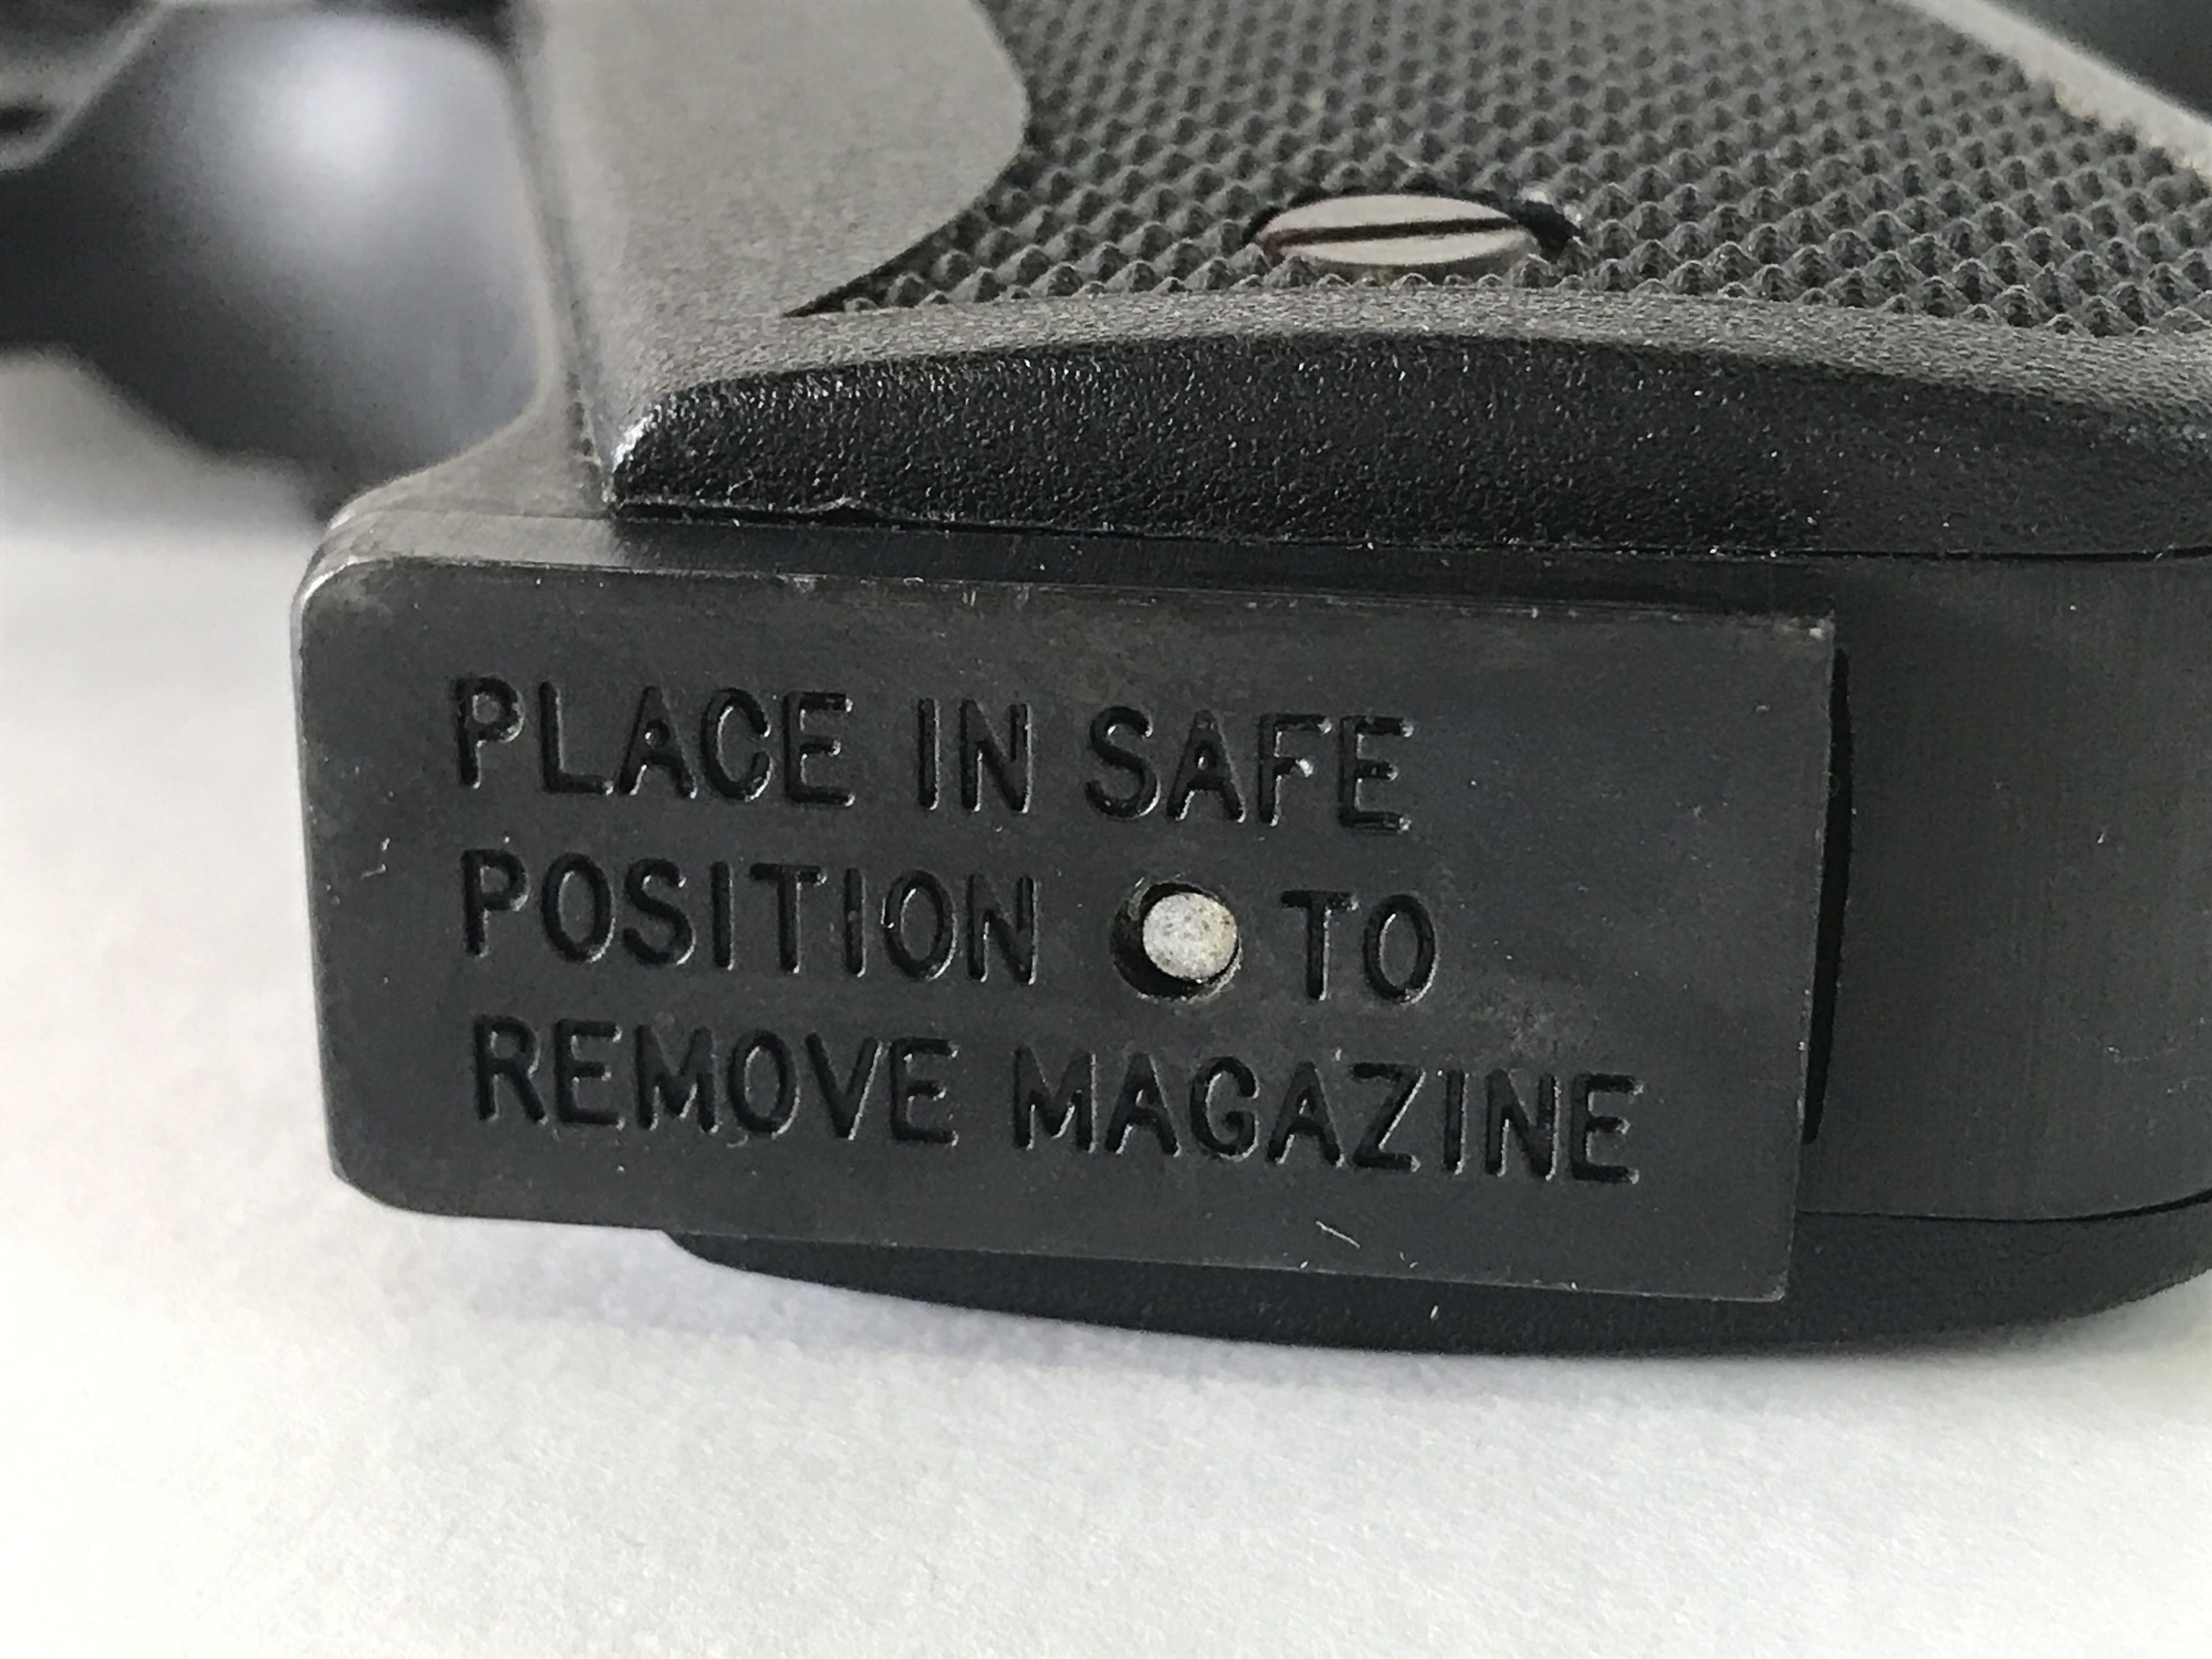 PLACE IN SAFE
POSITION TO
REMOVE MAGAZINE